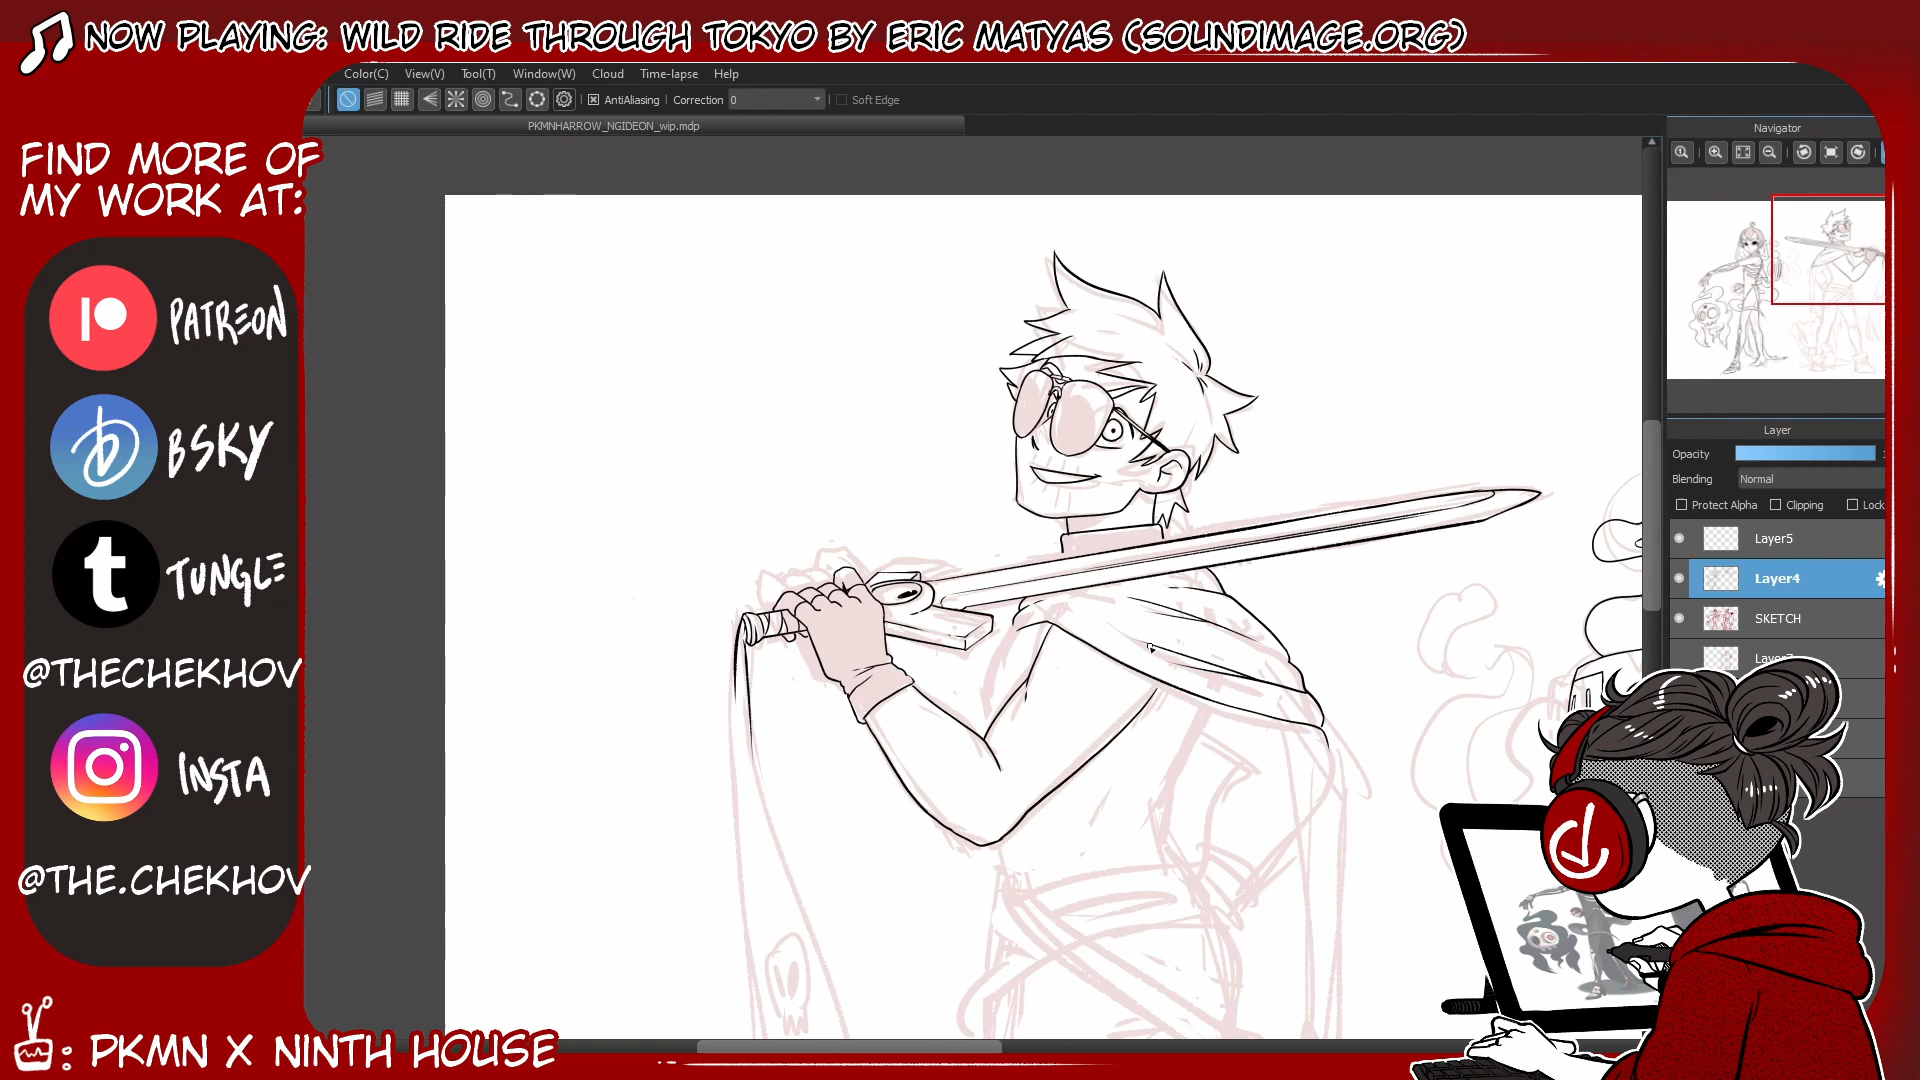 NOW PLAYING: WILD RIDE THROUGH TOKYO BY ERIC MATYAS (SOUNDIMAGE.ORG)
Color(C) View(V) Tool(T) Window(W) Cloud Time-lapse Help
AntiAliasing Correction 0 Soft Edge
PKMNHARROW_NGIDEON_wip.mdp
Navigator
FIND MORE OF
MY WORK AT:
PATREON
BSKY
t TUNGLE
@THECHEKHOV
INSTA
@THE.CHEKHOV
: PKMN X NINTH HOUSE
Layer
Opacity
Blending Normal
Protect Alpha Clipping Lock
Layer5
Layer4
SKETCH